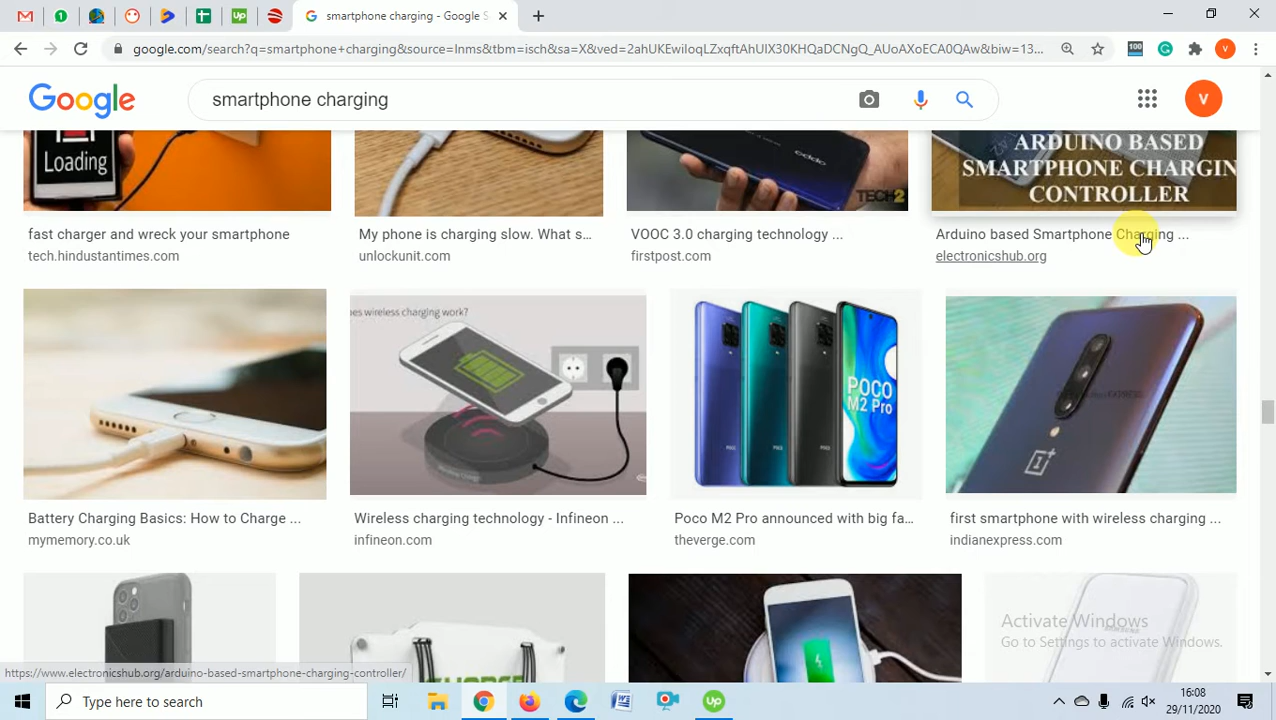 smartphone charging - Google S
google.com/search?q=smartphone+charging&source=lnms&tbm=isch&sa=X&ved=2ahUKEwiloqLZxqftAhUIX30KHQaDCNgQ_AUoAXoECA0QAw&biw=13...
100
V
Google
smartphone charging
V
Loading
oppo
TECH2
ARDUINO BASED
SMARTPHONE CHARGIN
CONTROLLER
fast charger and wreck your smartphone
tech.hindustantimes.com
My phone is charging slow. What s...
unlockunit.com
VOOC 3.0 charging technology ...
firstpost.com
Arduino based Smartphone Charging ...
electronicshub.org
oes wireless charging work?
POCO
M2 Pro
Battery Charging Basics: How to Charge ...
mymemory.co.uk
Wireless charging technology - Infineon ...
infineon.com
Poco M2 Pro announced with big fa...
theverge.com
first smartphone with wireless charging ...
indianexpress.com
Activate Windows
Go to Settings to activate Windows.
https://www.electronicshub.org/arduino-based-smartphone-charging-controller/
Type here to search
16:08
29/11/2020